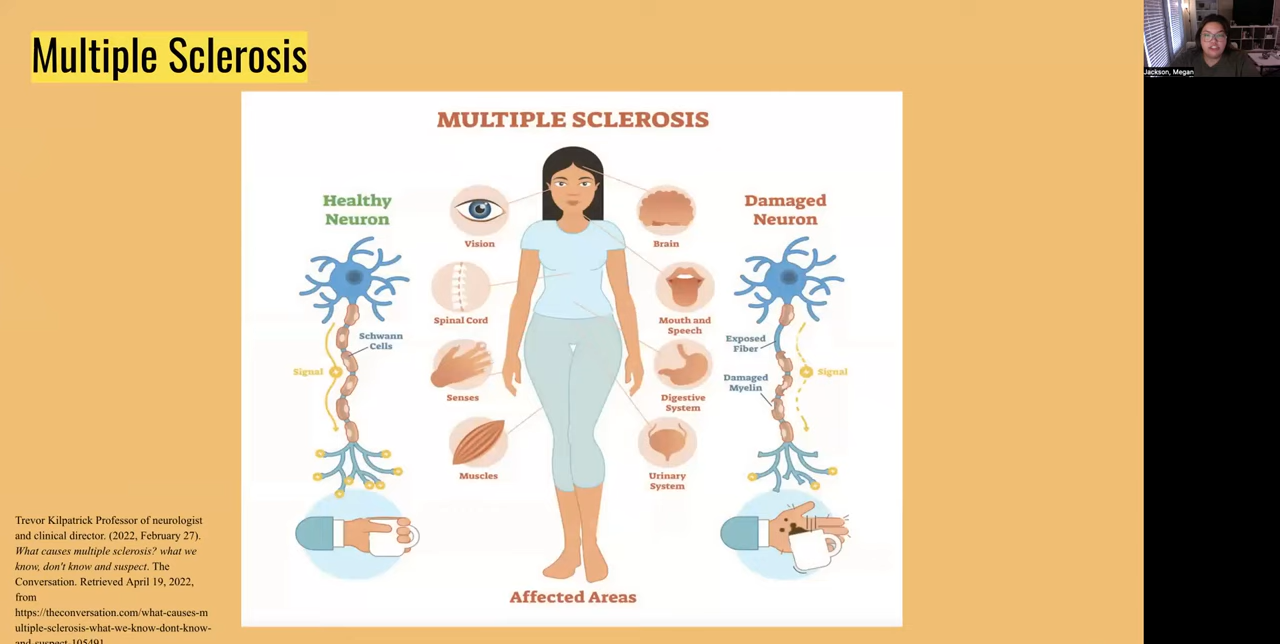 Multiple Sclerosis
Jackson, Megan
MULTIPLE SCLEROSIS
Healthy
Neuron
Damaged
Neuron
Vision
Brain
Spinal Cord
Mouth and
Speech
Schwann
Cells
Exposed
Fiber
Signal
Signal
Damaged
Myelin
Senses
Digestive
System
Muscles
Urinary
System
Affected Areas
Trevor Kilpatrick Professor of neurologist
and clinical director. (2022, February 27).
What causes multiple sclerosis? what we
know, don't know and suspect. The
Conversation. Retrieved April 19, 2022,
from
https://theconversation.com/what-causes-m
ultiple-sclerosis-what-we-know-dont-know-
and-suspect-105491